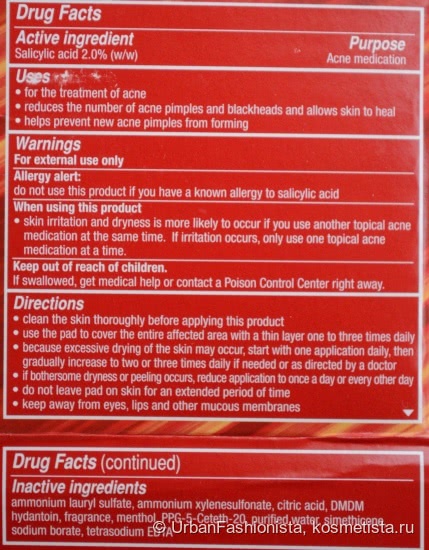 Drug Facts
Active ingredient Purpose
Salicylic acid 2.0% (w/w) Acne medication
Uses
• for the treatment of acne
• reduces the number of acne pimples and blackheads and allows skin to heal
• helps prevent new acne pimples from forming
Warnings
For external use only
Allergy alert:
do not use this product if you have a known allergy to salicylic acid
When using this product
• skin irritation and dryness is more likely to occur if you use another topical acne
medication at the same time. If irritation occurs, only use one topical acne
medication at a time.
Keep out of reach of children.
If swallowed, get medical help or contact a Poison Control Center right away.
Directions
• clean the skin thoroughly before applying this product
• use the pad to cover the entire affected area with a thin layer one to three times daily
• because excessive drying of the skin may occur, start with one application daily, then
gradually increase to two or three times daily if needed or as directed by a doctor
• if bothersome dryness or peeling occurs, reduce application to once a day or every other day
• do not leave pad on skin for an extended period of time
• keep away from eyes, lips and other mucous membranes
Drug Facts (continued)
Inactive ingredients
ammonium lauryl sulfate, ammonium xylenesulfonate, citric acid, DMDM
hydantoin, fragrance, menthol, PPG-5-Ceteth-20, purified water, simethicone,
sodium borate, tetrasodium EDTA
© UrbanFashionista, kosmetista.ru